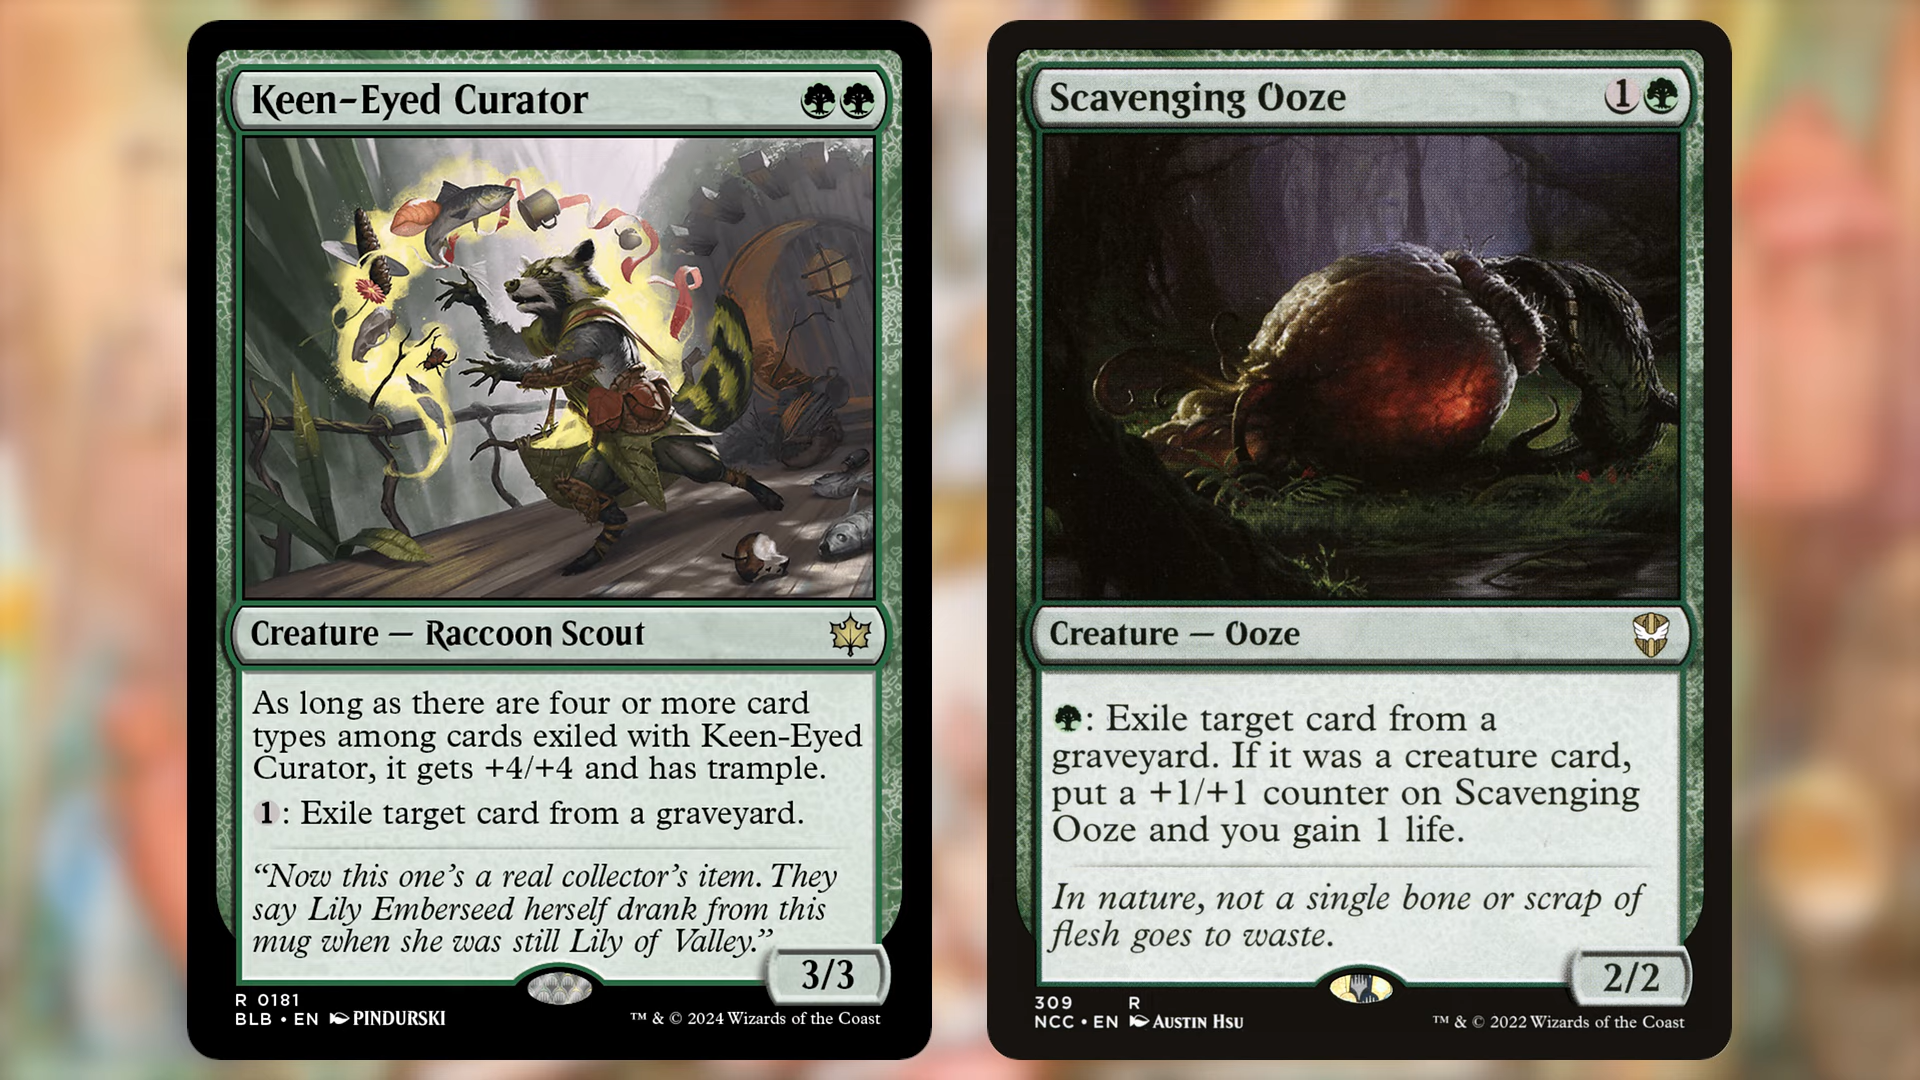 Keen-Eyed Curator
Creature — Raccoon Scout
As long as there are four or more card
types among cards exiled with Keen-Eyed
Curator, it gets +4/+4 and has trample.
1: Exile target card from a graveyard.
“Now this one’s a real collector’s item. They
say Lily Emberseed herself drank from this
mug when she was still Lily of Valley.”
3/3
R 0181
BLB • EN PINDURSKI
™ & © 2024 Wizards of the Coast
Scavenging Ooze 1
Creature — Ooze
: Exile target card from a
graveyard. If it was a creature card,
put a +1/+1 counter on Scavenging
Ooze and you gain 1 life.
In nature, not a single bone or scrap of
flesh goes to waste.
2/2
309 R
NCC • EN Austin Hsu
™ & © 2022 Wizards of the Coast